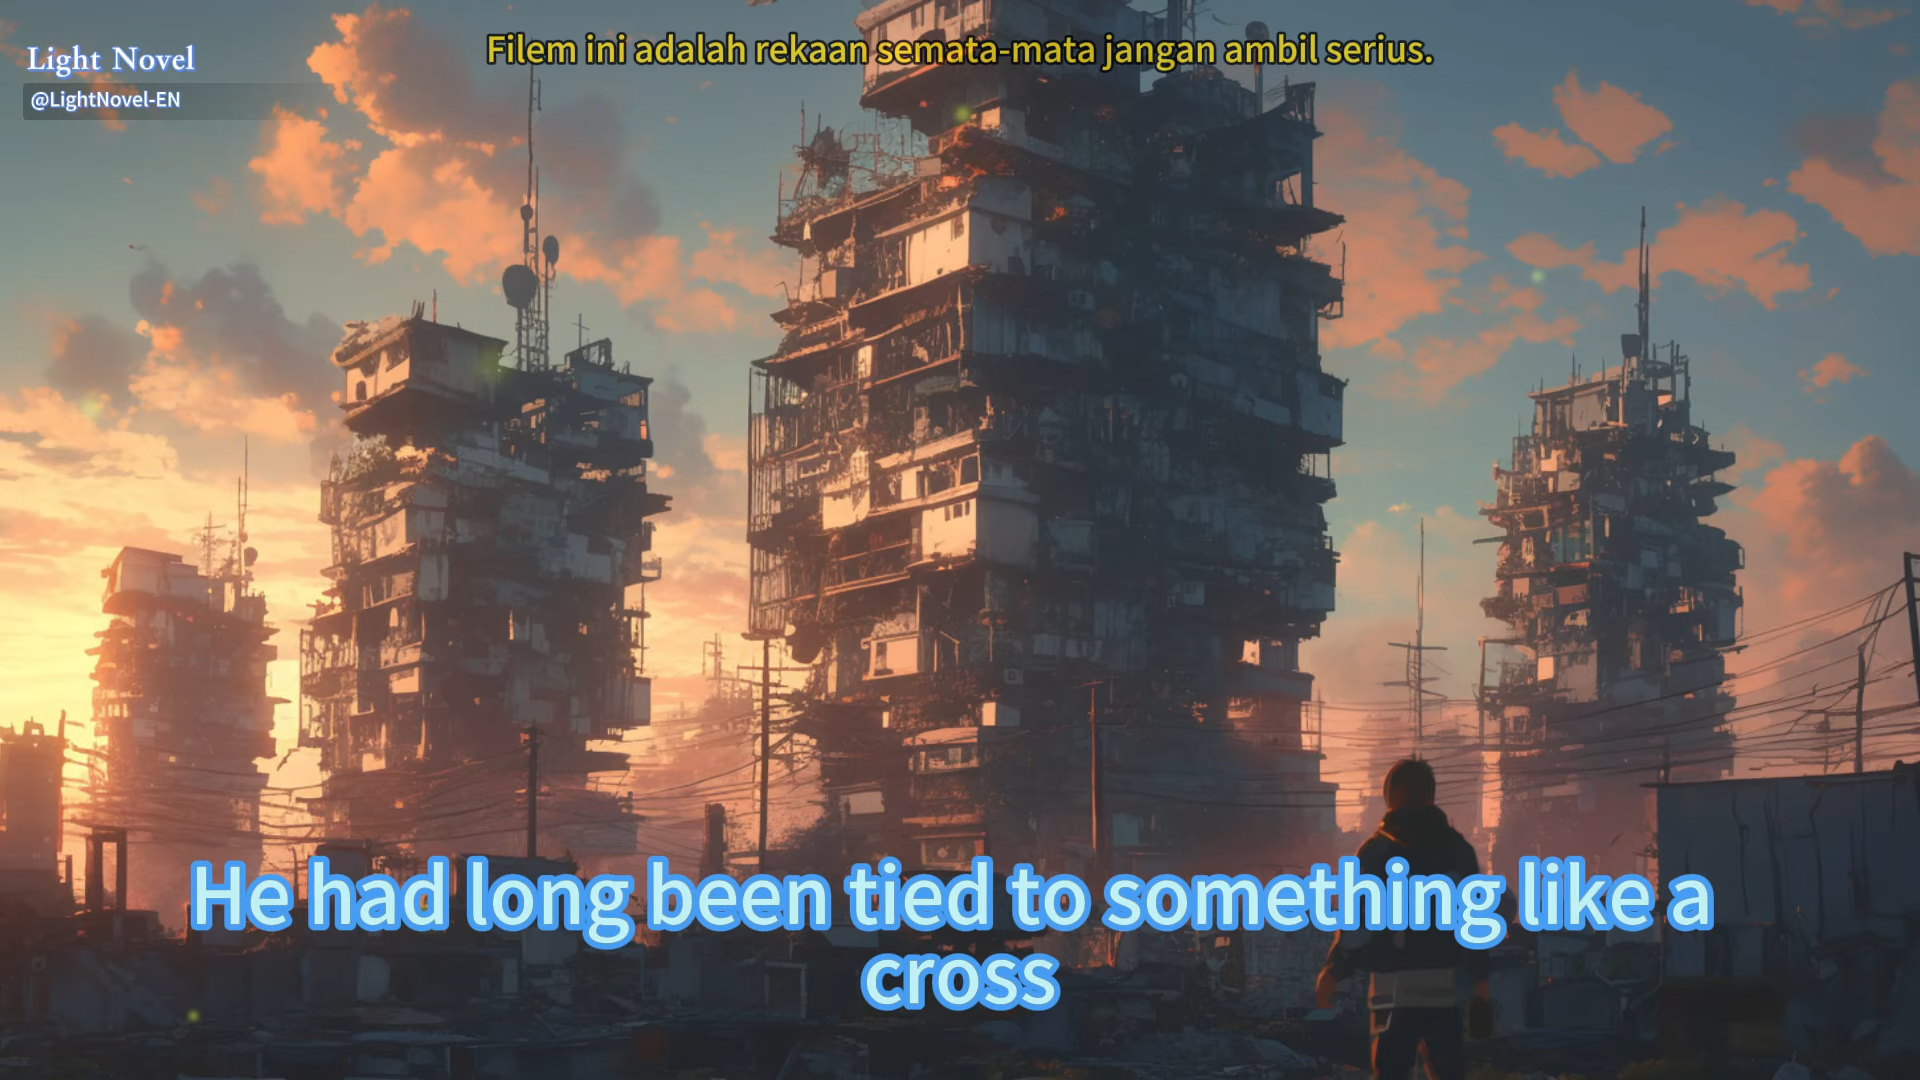 Light Novel
Filem ini adalah rekaan semata-mata jangan ambil serius.
@LightNovel-EN
He had long been tied to something like a
cross